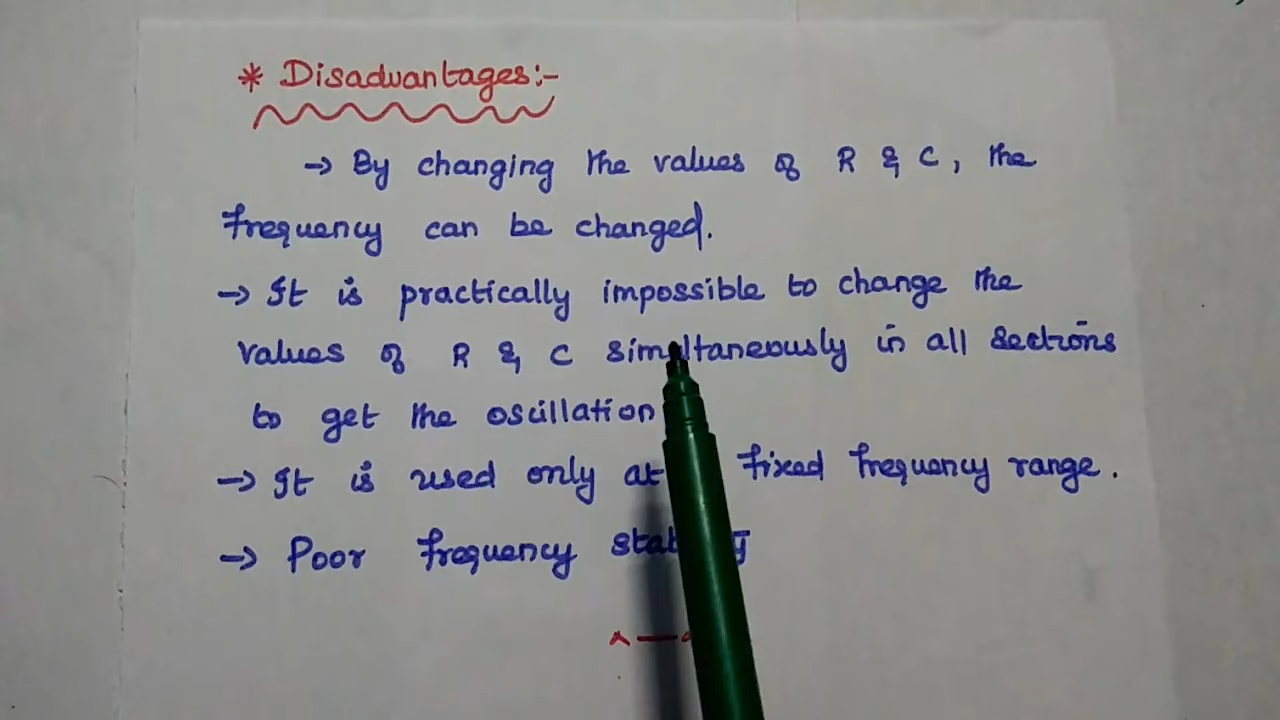 * Disadvantages:-
→ By changing the values of R & C, the
frequency can be changed.
→ It is practically impossible to change the
values of R & C simultaneously in all sections
to get the oscillation
→ It is used only at fixed frequency range.
→ Poor frequency